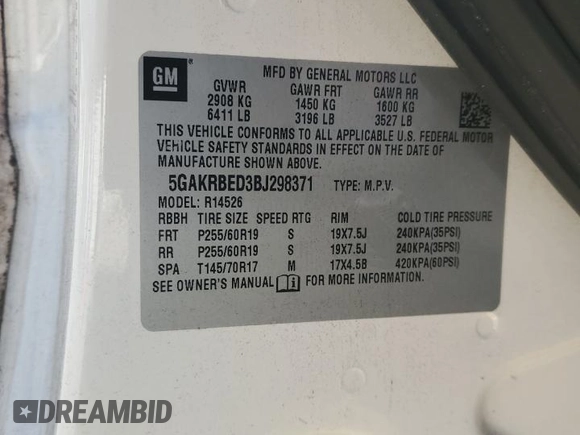 GM ®
MFD BY GENERAL MOTORS LLC
GVWR GAWR FRT GAWR RR
2908 KG 1450 KG 1600 KG
6411 LB 3196 LB 3527 LB
THIS VEHICLE CONFORMS TO ALL APPLICABLE U.S. FEDERAL MOTOR
VEHICLE SAFETY STANDARDS IN EFFECT ON THE DATE OF
MANUFACTURE SHOWN ABOVE.
5GAKRBED3BJ298371 TYPE: M.P.V.
MODEL: R14526
RBBH TIRE SIZE SPEED RTG RIM COLD TIRE PRESSURE
FRT P255/60R19 S 19X7.5J 240KPA(35PSI)
RR P255/60R19 S 19X7.5J 240KPA(35PSI)
SPA T145/70R17 M 17X4.5B 420KPA(60PSI)
SEE OWNER'S MANUAL FOR MORE INFORMATION.
DREAMBID